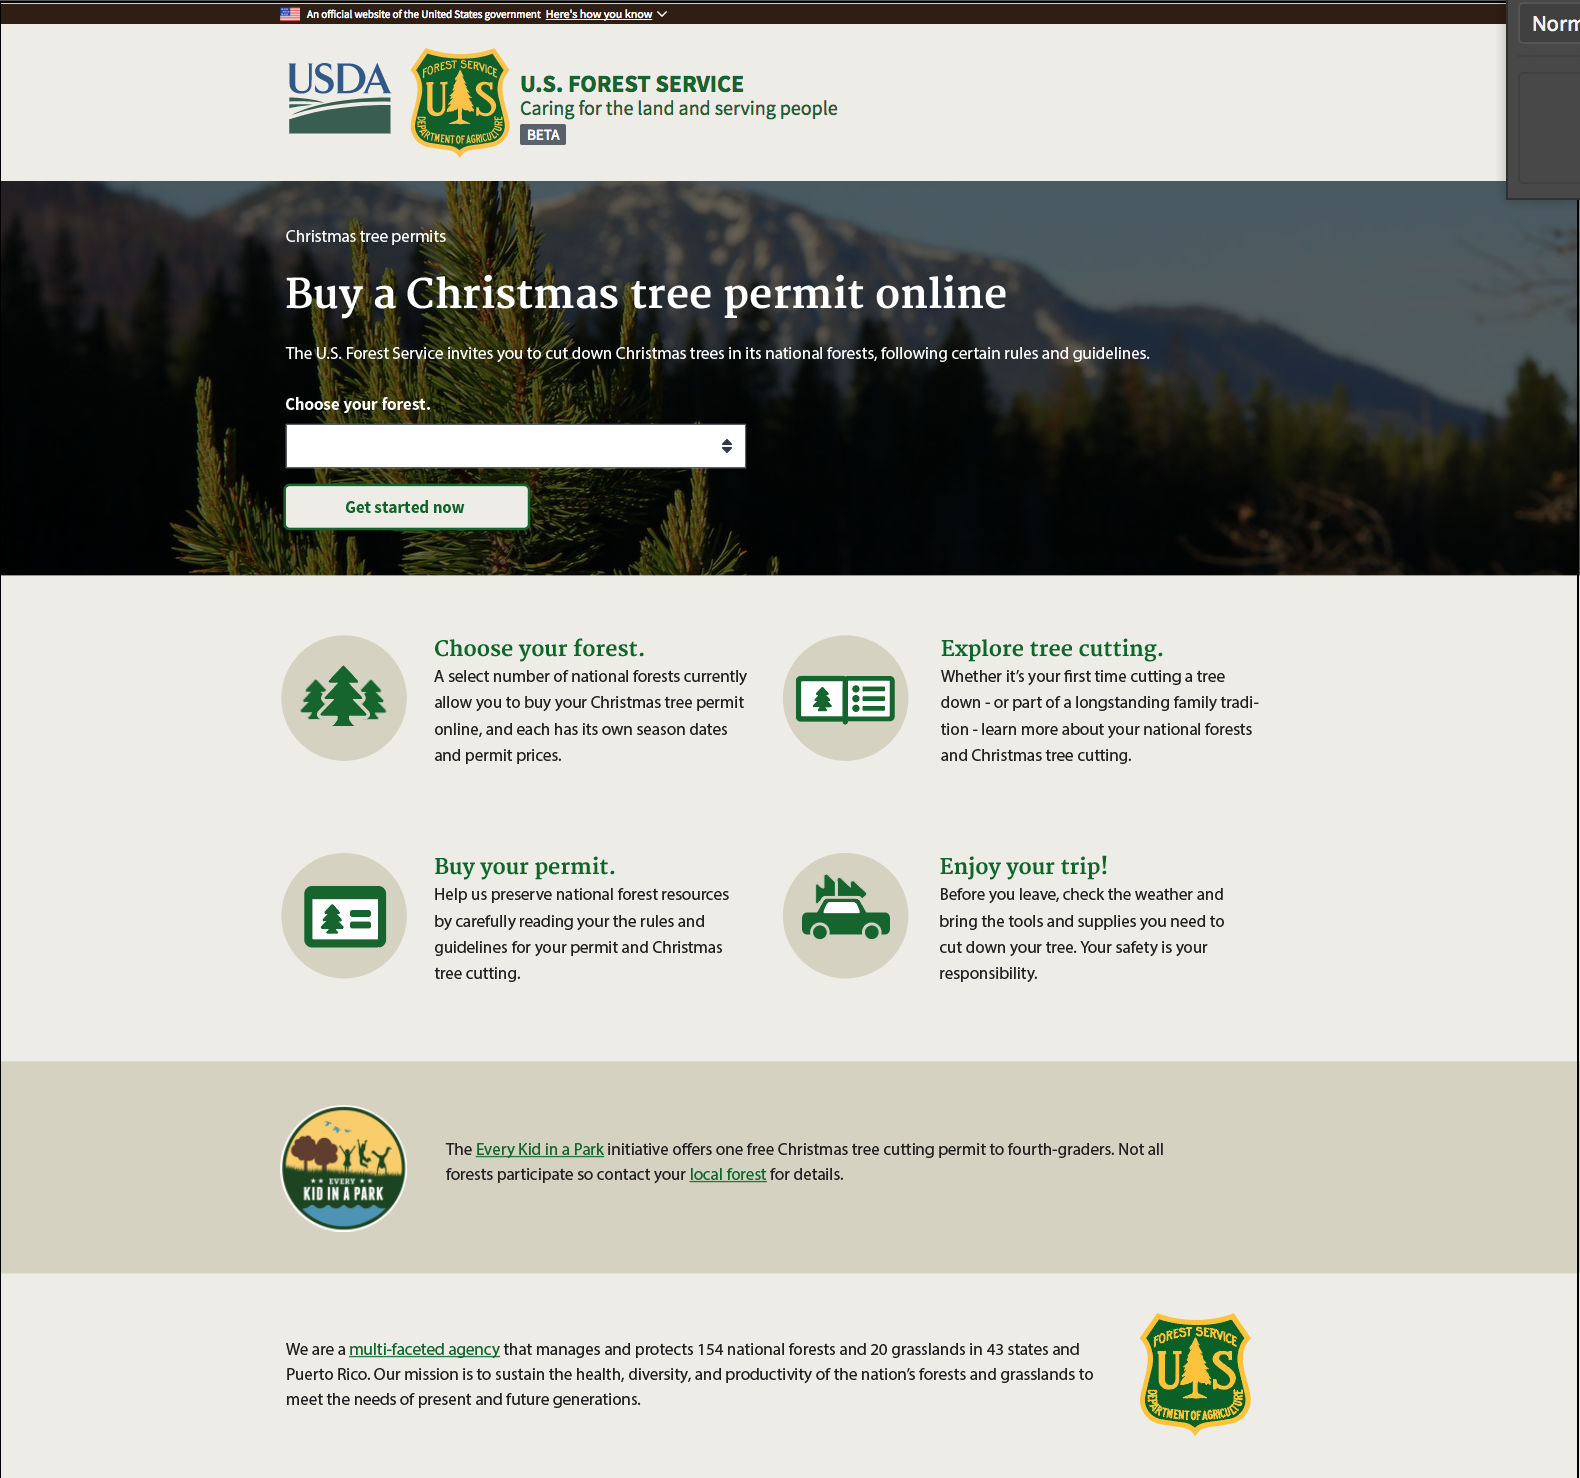 An official website of the United States government Here's how you know
Norm
USDA
FOREST SERVICE
U S
DEPARTMENT OF AGRICULTURE
U.S. FOREST SERVICE
Caring for the land and serving people
BETA
Christmas tree permits
Buy a Christmas tree permit online
The U.S. Forest Service invites you to cut down Christmas trees in its national forests, following certain rules and guidelines.
Choose your forest.
Get started now
Choose your forest.
A select number of national forests currently
allow you to buy your Christmas tree permit
online, and each has its own season dates
and permit prices.
Explore tree cutting.
Whether it's your first time cutting a tree
down - or part of a longstanding family tradi-
tion - learn more about your national forests
and Christmas tree cutting.
Buy your permit.
Help us preserve national forest resources
by carefully reading your the rules and
guidelines for your permit and Christmas
tree cutting.
Enjoy your trip!
Before you leave, check the weather and
bring the tools and supplies you need to
cut down your tree. Your safety is your
responsibility.
EVERY
KID IN A PARK
The Every Kid in a Park initiative offers one free Christmas tree cutting permit to fourth-graders. Not all
forests participate so contact your local forest for details.
We are a multi-faceted agency that manages and protects 154 national forests and 20 grasslands in 43 states and
Puerto Rico. Our mission is to sustain the health, diversity, and productivity of the nation's forests and grasslands to
meet the needs of present and future generations.
FOREST SERVICE
U S
DEPARTMENT OF AGRICULTURE